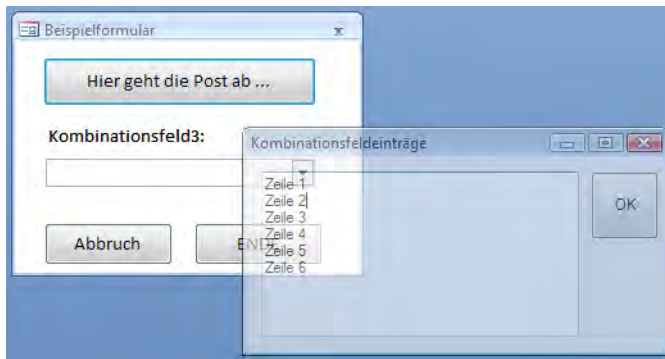 Beispielformular
Hier geht die Post ab ...
Kombinationsfeld3:
Abbruch
ENDE
Kombinationsfeldeinträge
Zeile 1
Zeile 2
Zeile 3
Zeile 4
Zeile 5
Zeile 6
OK